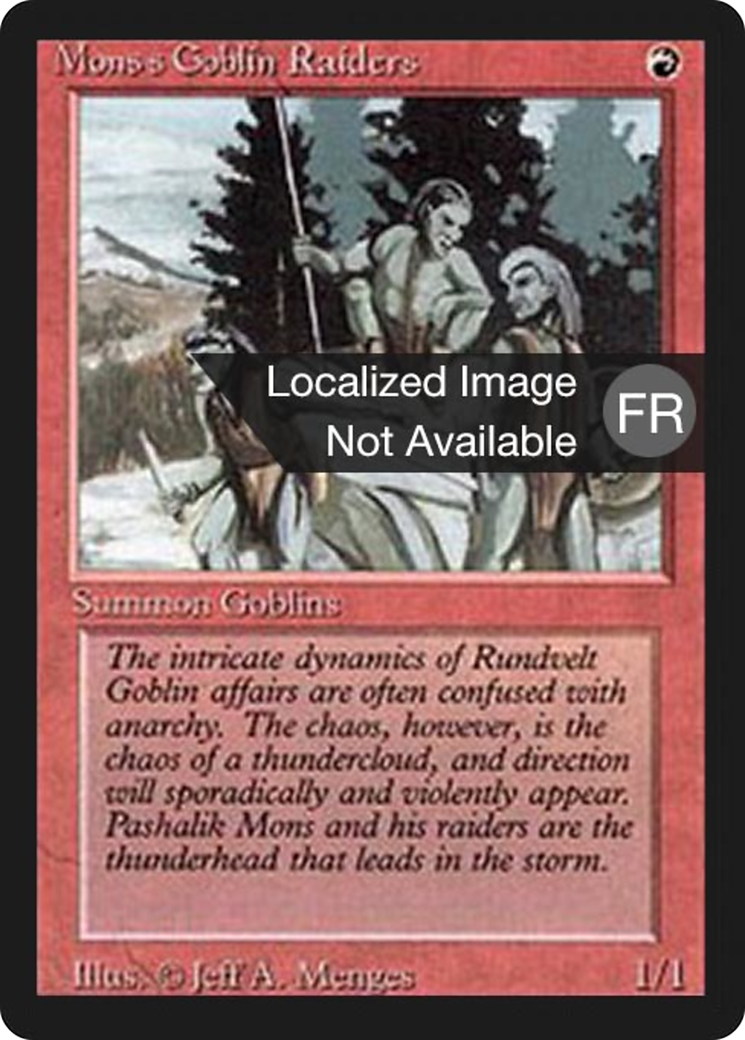 Mons's Goblin Raiders
Localized Image
Not Available
FR
Summon Goblins
The intricate dynamics of Rundvelt
Goblin affairs are often confused with
anarchy. The chaos, however, is the
chaos of a thundercloud, and direction
will sporadically and violently appear.
Pashalik Mons and his raiders are the
thunderhead that leads in the storm.
Illus. © Jeff A. Menges
1/1